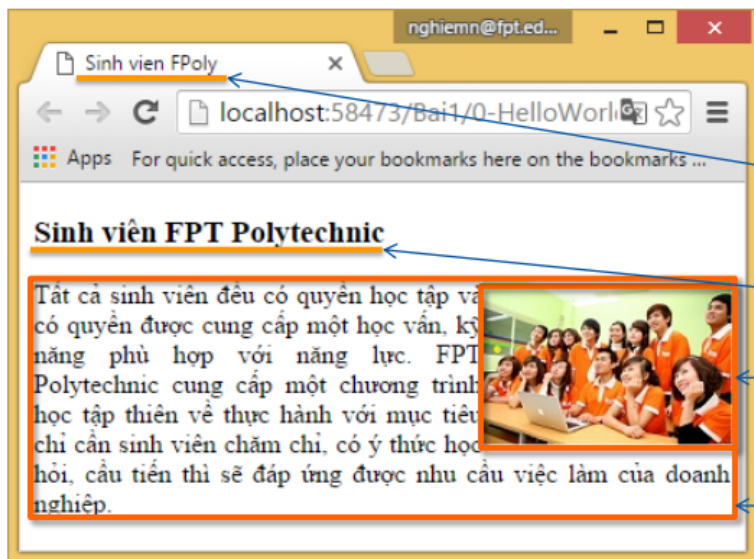 nghiemn@fpt.ed...
Sinh vien FPoly
localhost:58473/Bai1/0-HelloWorl
Apps For quick access, place your bookmarks here on the bookmarks ...
Sinh viên FPT Polytechnic
Tất cả sinh viên đều có quyền học tập và
có quyền được cung cấp một học vấn, kỹ
năng phù hợp với năng lực. FPT
Polytechnic cung cấp một chương trình
học tập thiên về thực hành với mục tiêu
chỉ cần sinh viên chăm chỉ, có ý thức học
hỏi, cầu tiến thì sẽ đáp ứng được nhu cầu việc làm của doanh
nghiệp.